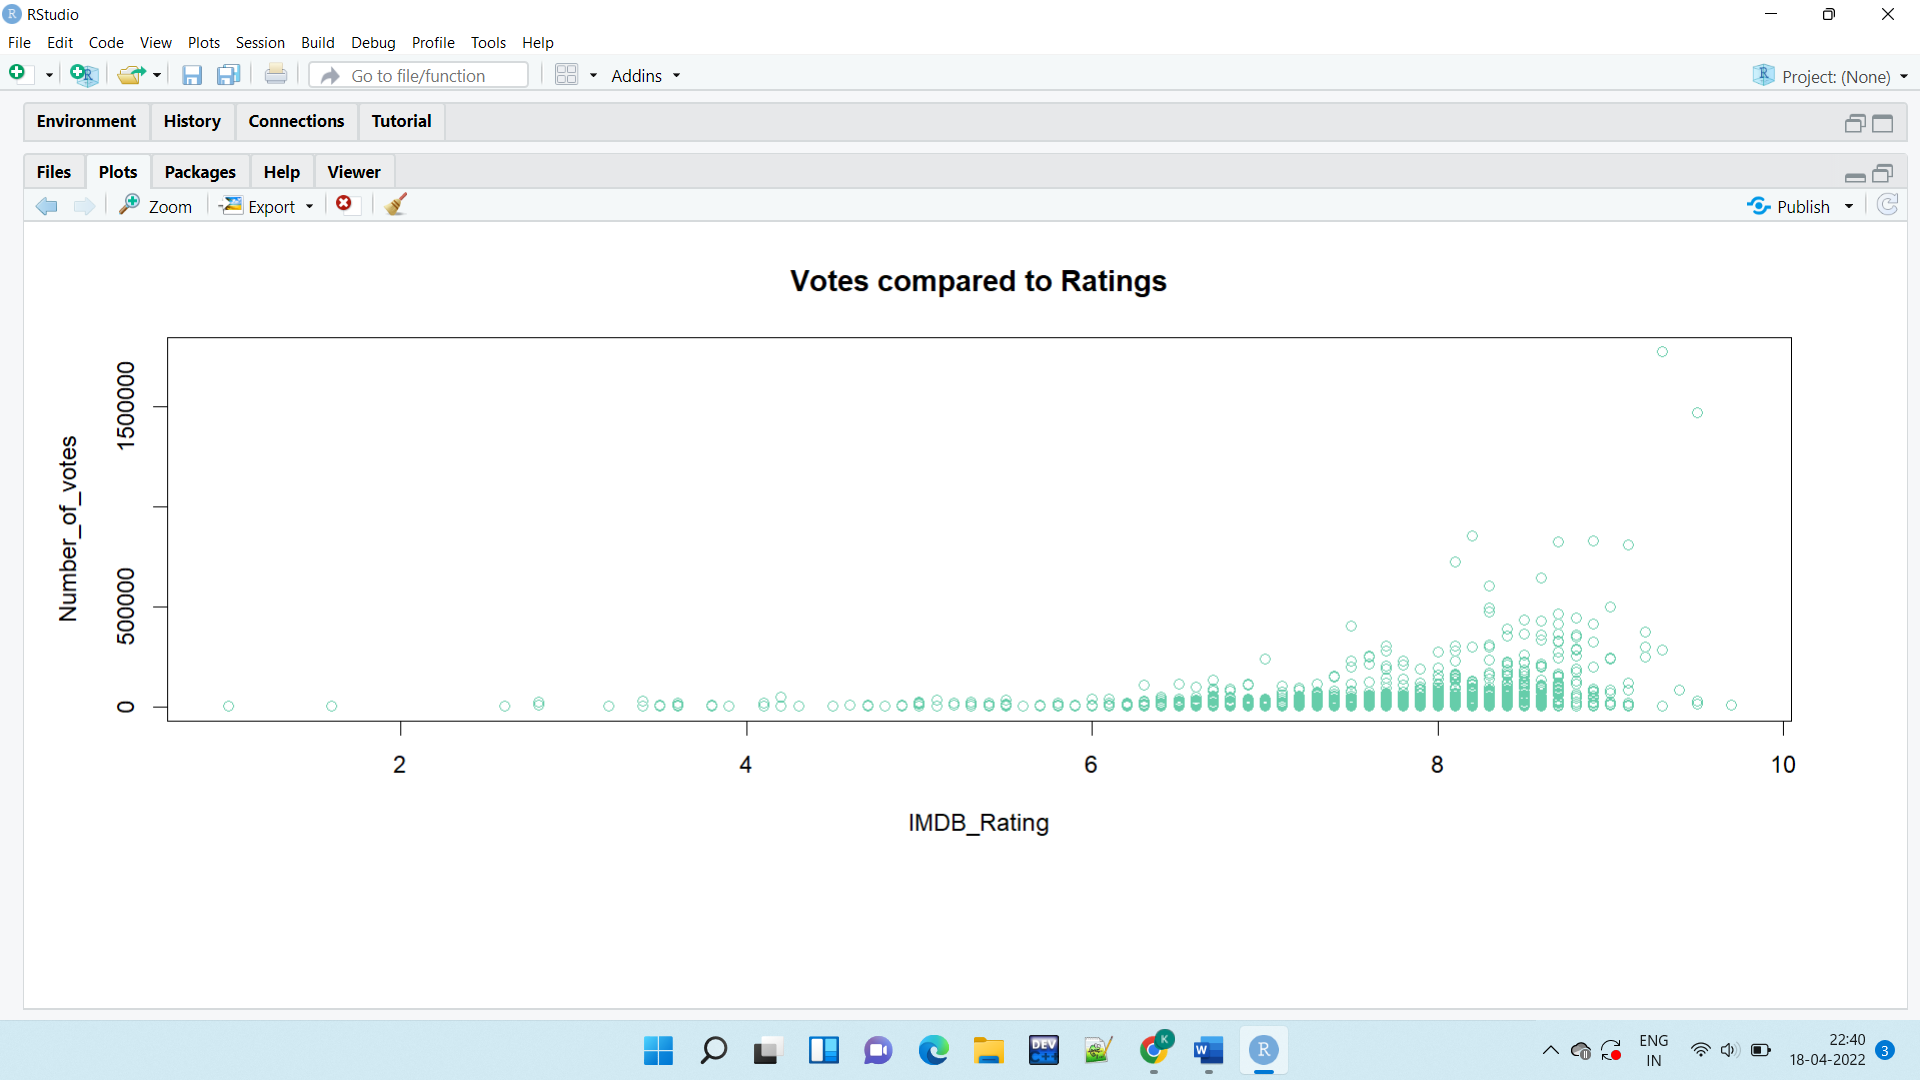 RStudio
File Edit Code View Plots Session Build Debug Profile Tools Help
Go to file/function Addins Project: (None)
Environment History Connections Tutorial
Files Plots Packages Help Viewer
Zoom Export Publish
Votes compared to Ratings
Number_of_votes
1500000
500000
0
2 4 6 8 10
IMDB_Rating
DEV C++ K W R
ENG
IN
22:40
18-04-2022
3